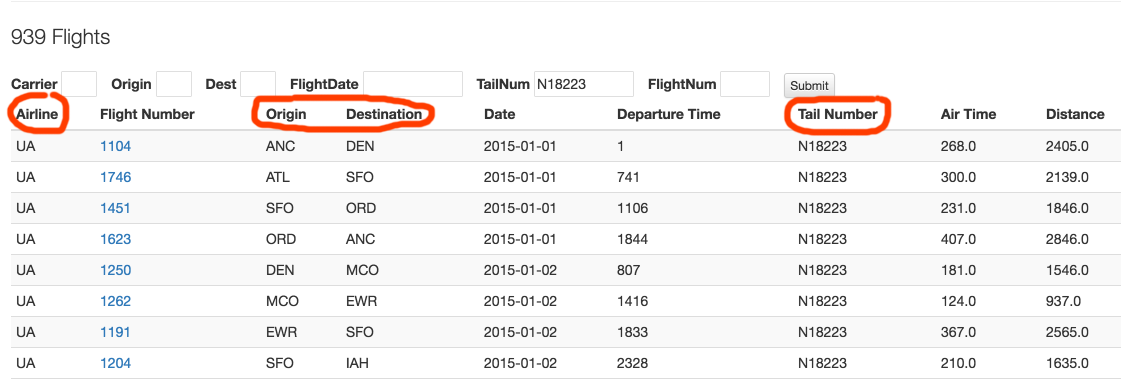 939 Flights
Carrier Origin Dest FlightDate TailNum N18223 FlightNum Submit
Airline Flight Number Origin Destination Date Departure Time Tail Number Air Time Distance
UA 1104 ANC DEN 2015-01-01 1 N18223 268.0 2405.0
UA 1746 ATL SFO 2015-01-01 741 N18223 300.0 2139.0
UA 1451 SFO ORD 2015-01-01 1106 N18223 231.0 1846.0
UA 1623 ORD ANC 2015-01-01 1844 N18223 407.0 2846.0
UA 1250 DEN MCO 2015-01-02 807 N18223 181.0 1546.0
UA 1262 MCO EWR 2015-01-02 1416 N18223 124.0 937.0
UA 1191 EWR SFO 2015-01-02 1833 N18223 367.0 2565.0
UA 1204 SFO IAH 2015-01-02 2328 N18223 210.0 1635.0